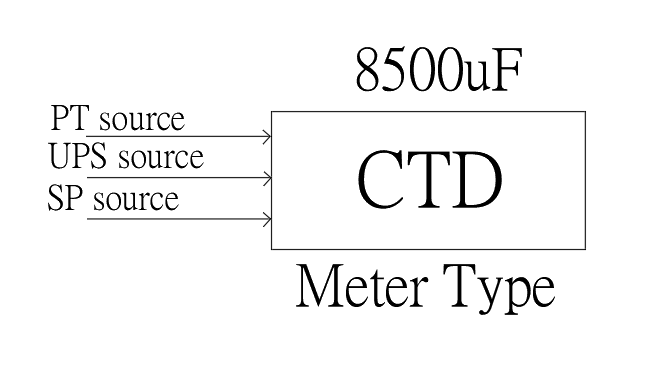 8500uF
PT source
UPS source
SP source
CTD
Meter Type